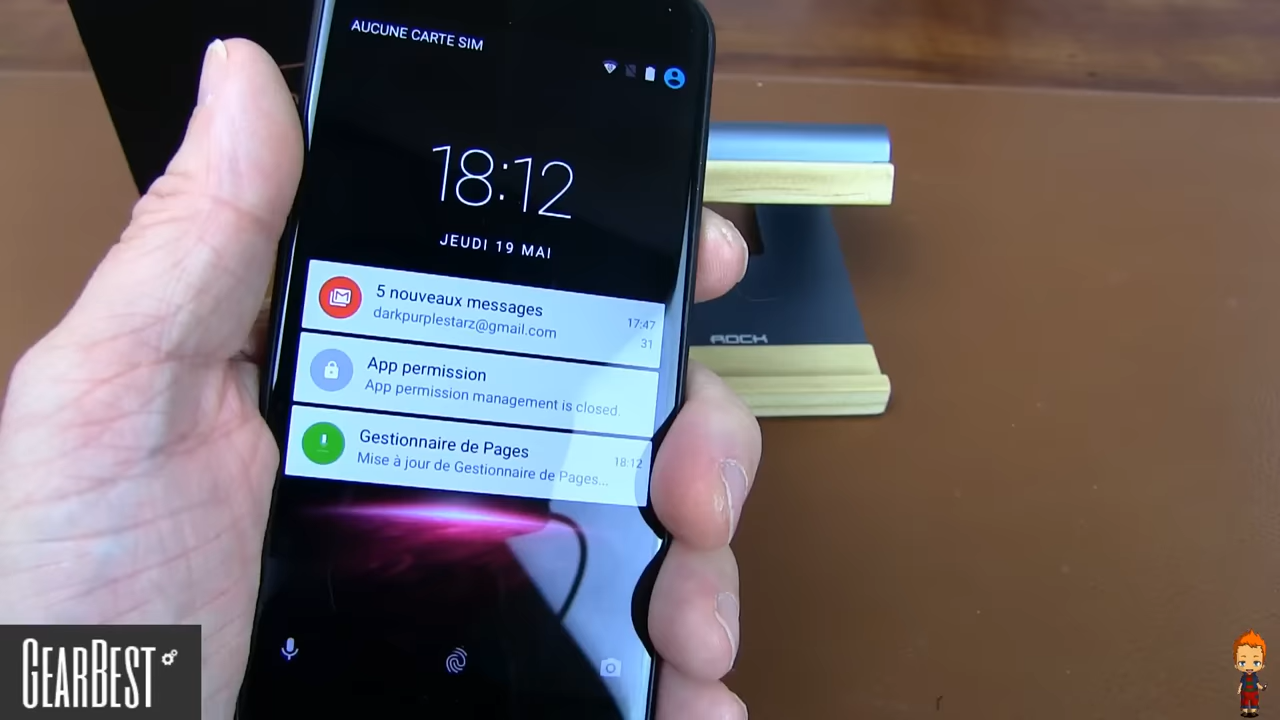 AUCUNE CARTE SIM
18:12
JEUDI 19 MAI
5 nouveaux messages
17:47
darkpurplestarz@gmail.com
31
App permission
App permission management is closed.
Gestionnaire de Pages
18:12
Mise à jour de Gestionnaire de Pages...
ROCK
GEARBEST